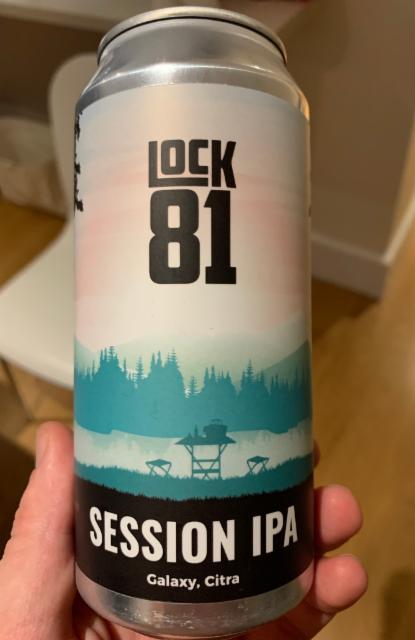 LOCK
81
SESSION IPA
Galaxy, Citra